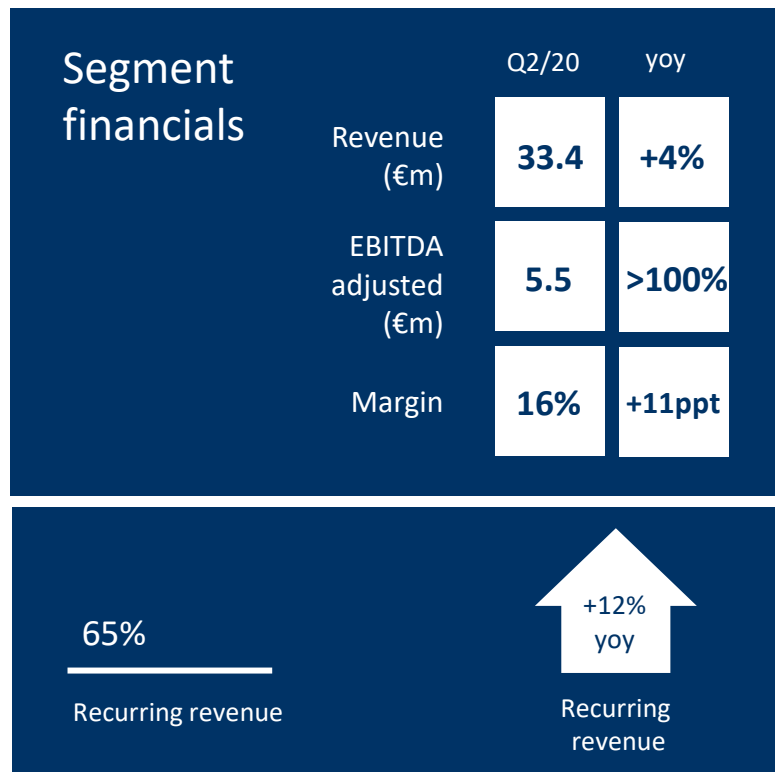 Segment
financials
Q2/20 yoy
Revenue
(€m)
33.4 +4%
EBITDA
adjusted
(€m)
5.5 >100%
Margin 16% +11ppt
65%
Recurring revenue
+12%
yoy
Recurring
revenue